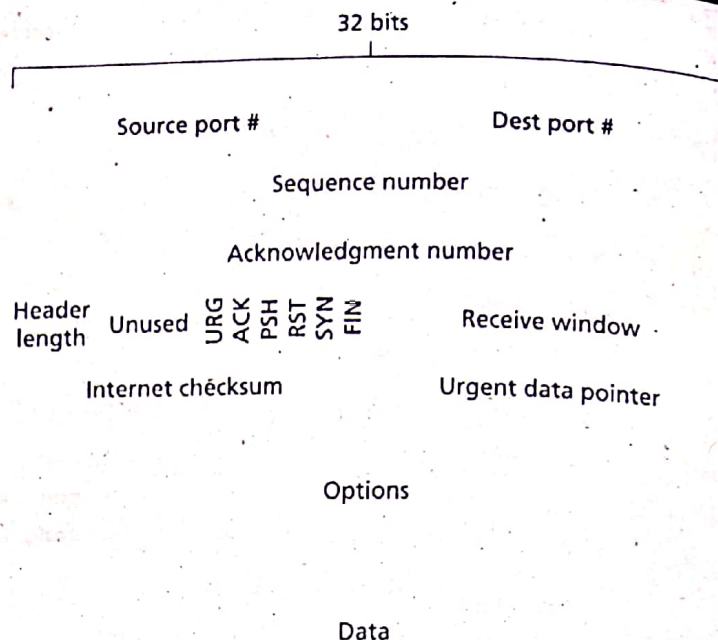 32 bits
Source port # Dest port #
Sequence number
Acknowledgment number
Header length Unused URG ACK PSH RST SYN FIN Receive window
Internet checksum Urgent data pointer
Options
Data